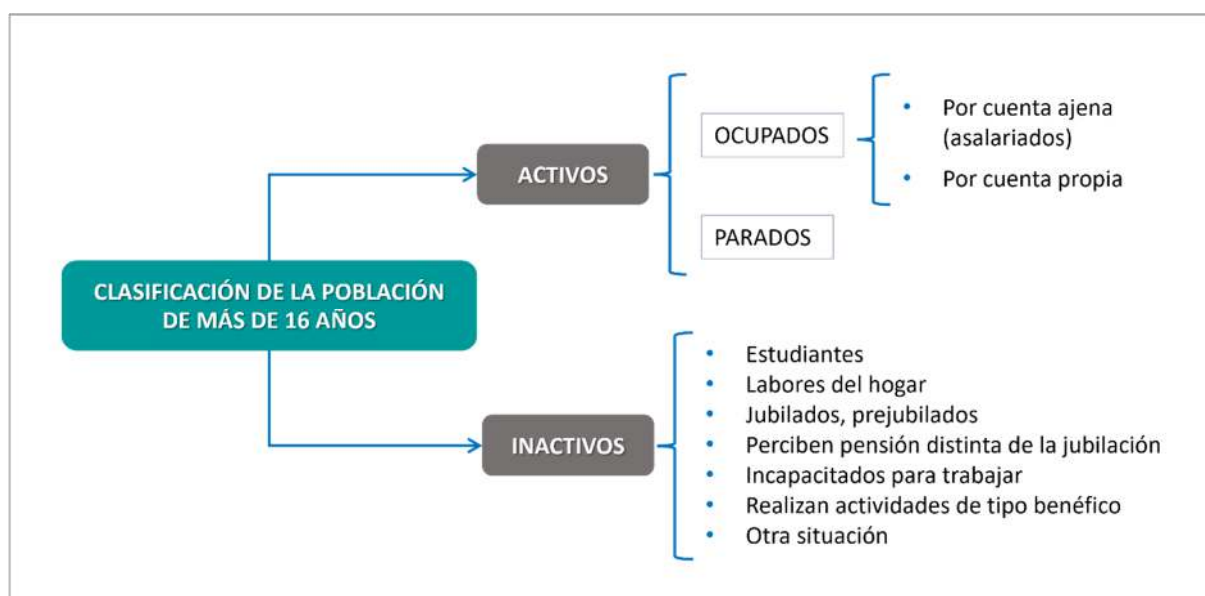 CLASIFICACIÓN DE LA POBLACIÓN
DE MÁS DE 16 AÑOS
ACTIVOS
OCUPADOS
• Por cuenta ajena
(asalariados)
• Por cuenta propia
PARADOS
INACTIVOS
• Estudiantes
• Labores del hogar
• Jubilados, prejubilados
• Perciben pensión distinta de la jubilación
• Incapacitados para trabajar
• Realizan actividades de tipo benéfico
• Otra situación